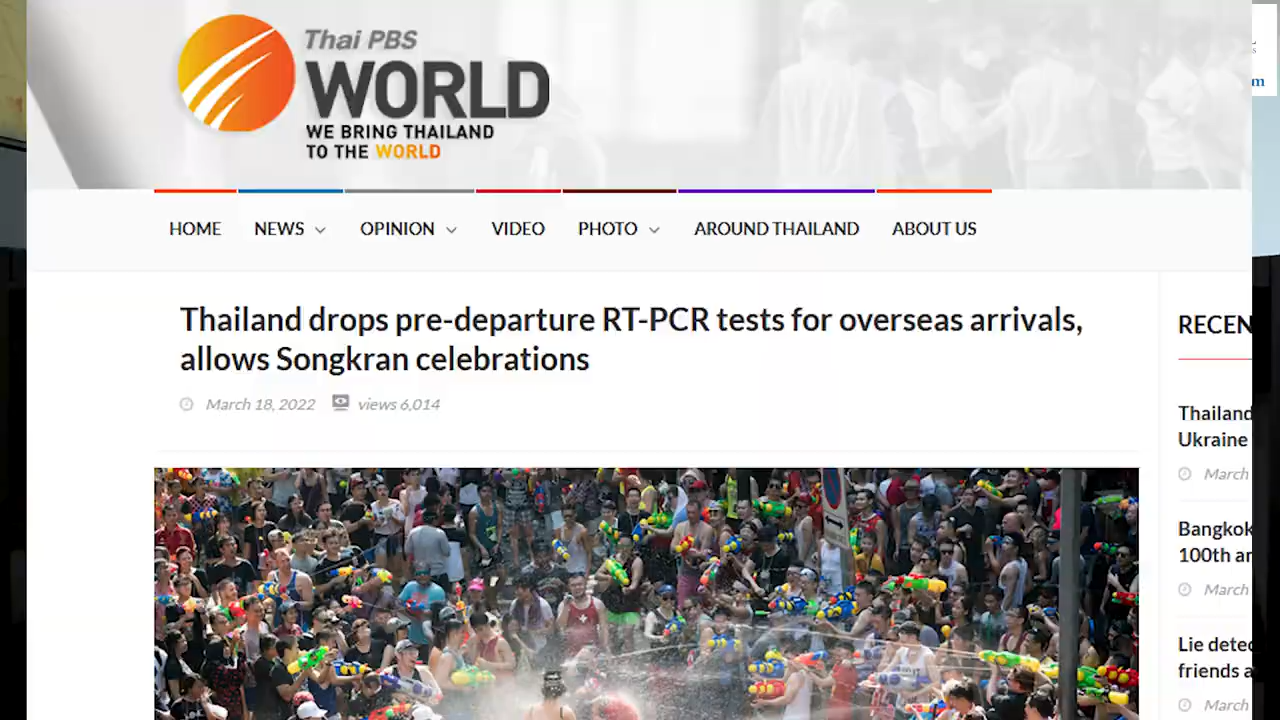 Thai PBS
WORLD
WE BRING THAILAND
TO THE WORLD
HOME NEWS OPINION VIDEO PHOTO AROUND THAILAND ABOUT US
Thailand drops pre-departure RT-PCR tests for overseas arrivals,
allows Songkran celebrations
March 18, 2022 views 6,014
RECEN
Thailand
Ukraine
March
Bangkok
100th an
March
Lie detec
friends a
March
m